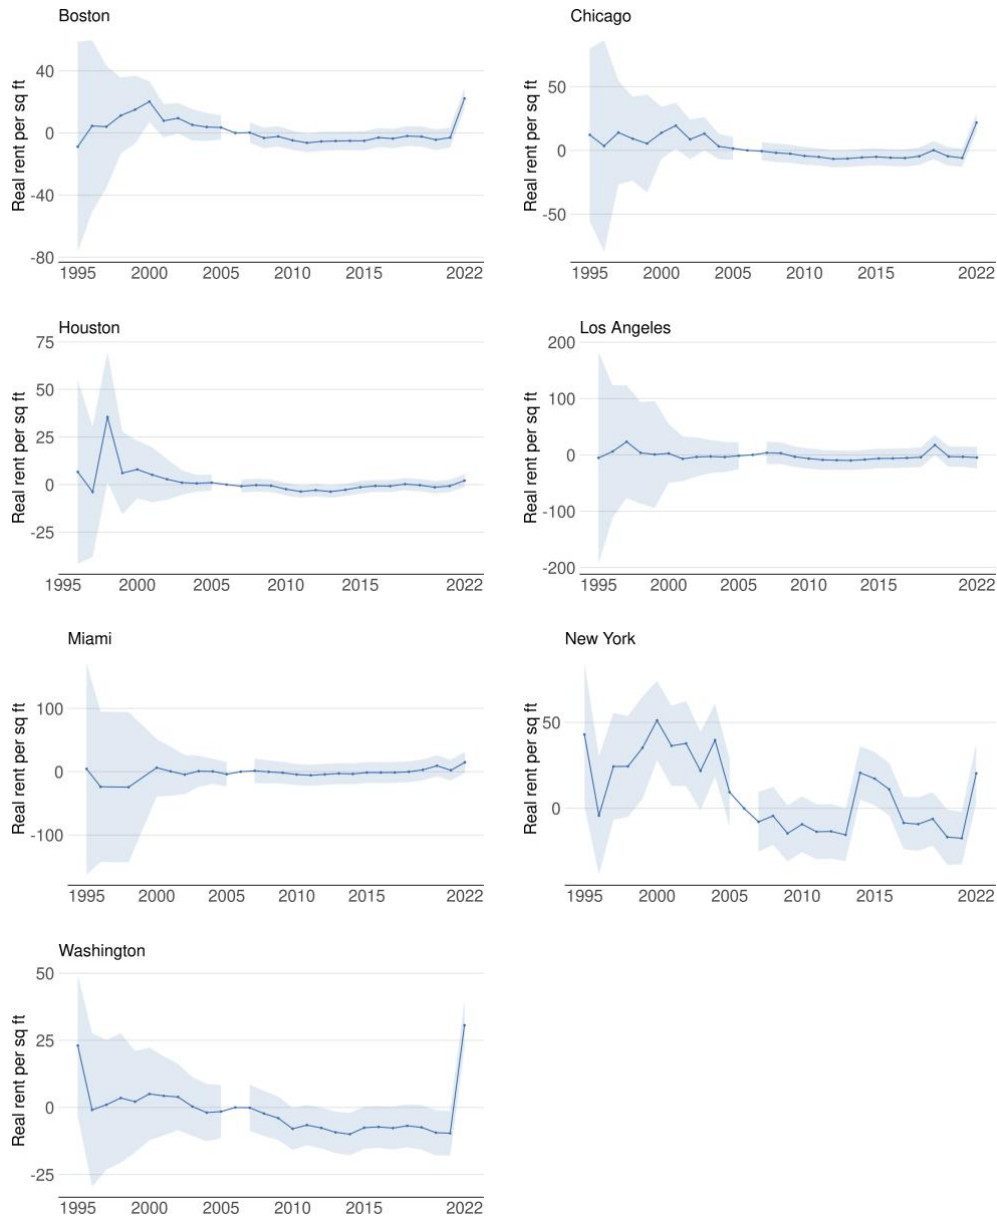 Boston
Real rent per sq ft
40
0
-40
-80
1995 2000 2005 2010 2015 2022
Chicago
Real rent per sq ft
50
0
-50
1995 2000 2005 2010 2015 2022
Houston
Real rent per sq ft
75
50
25
0
-25
1995 2000 2005 2010 2015 2022
Los Angeles
Real rent per sq ft
200
100
0
-100
-200
1995 2000 2005 2010 2015 2022
Miami
Real rent per sq ft
100
0
-100
1995 2000 2005 2010 2015 2022
New York
Real rent per sq ft
50
0
1995 2000 2005 2010 2015 2022
Washington
Real rent per sq ft
50
25
0
-25
1995 2000 2005 2010 2015 2022